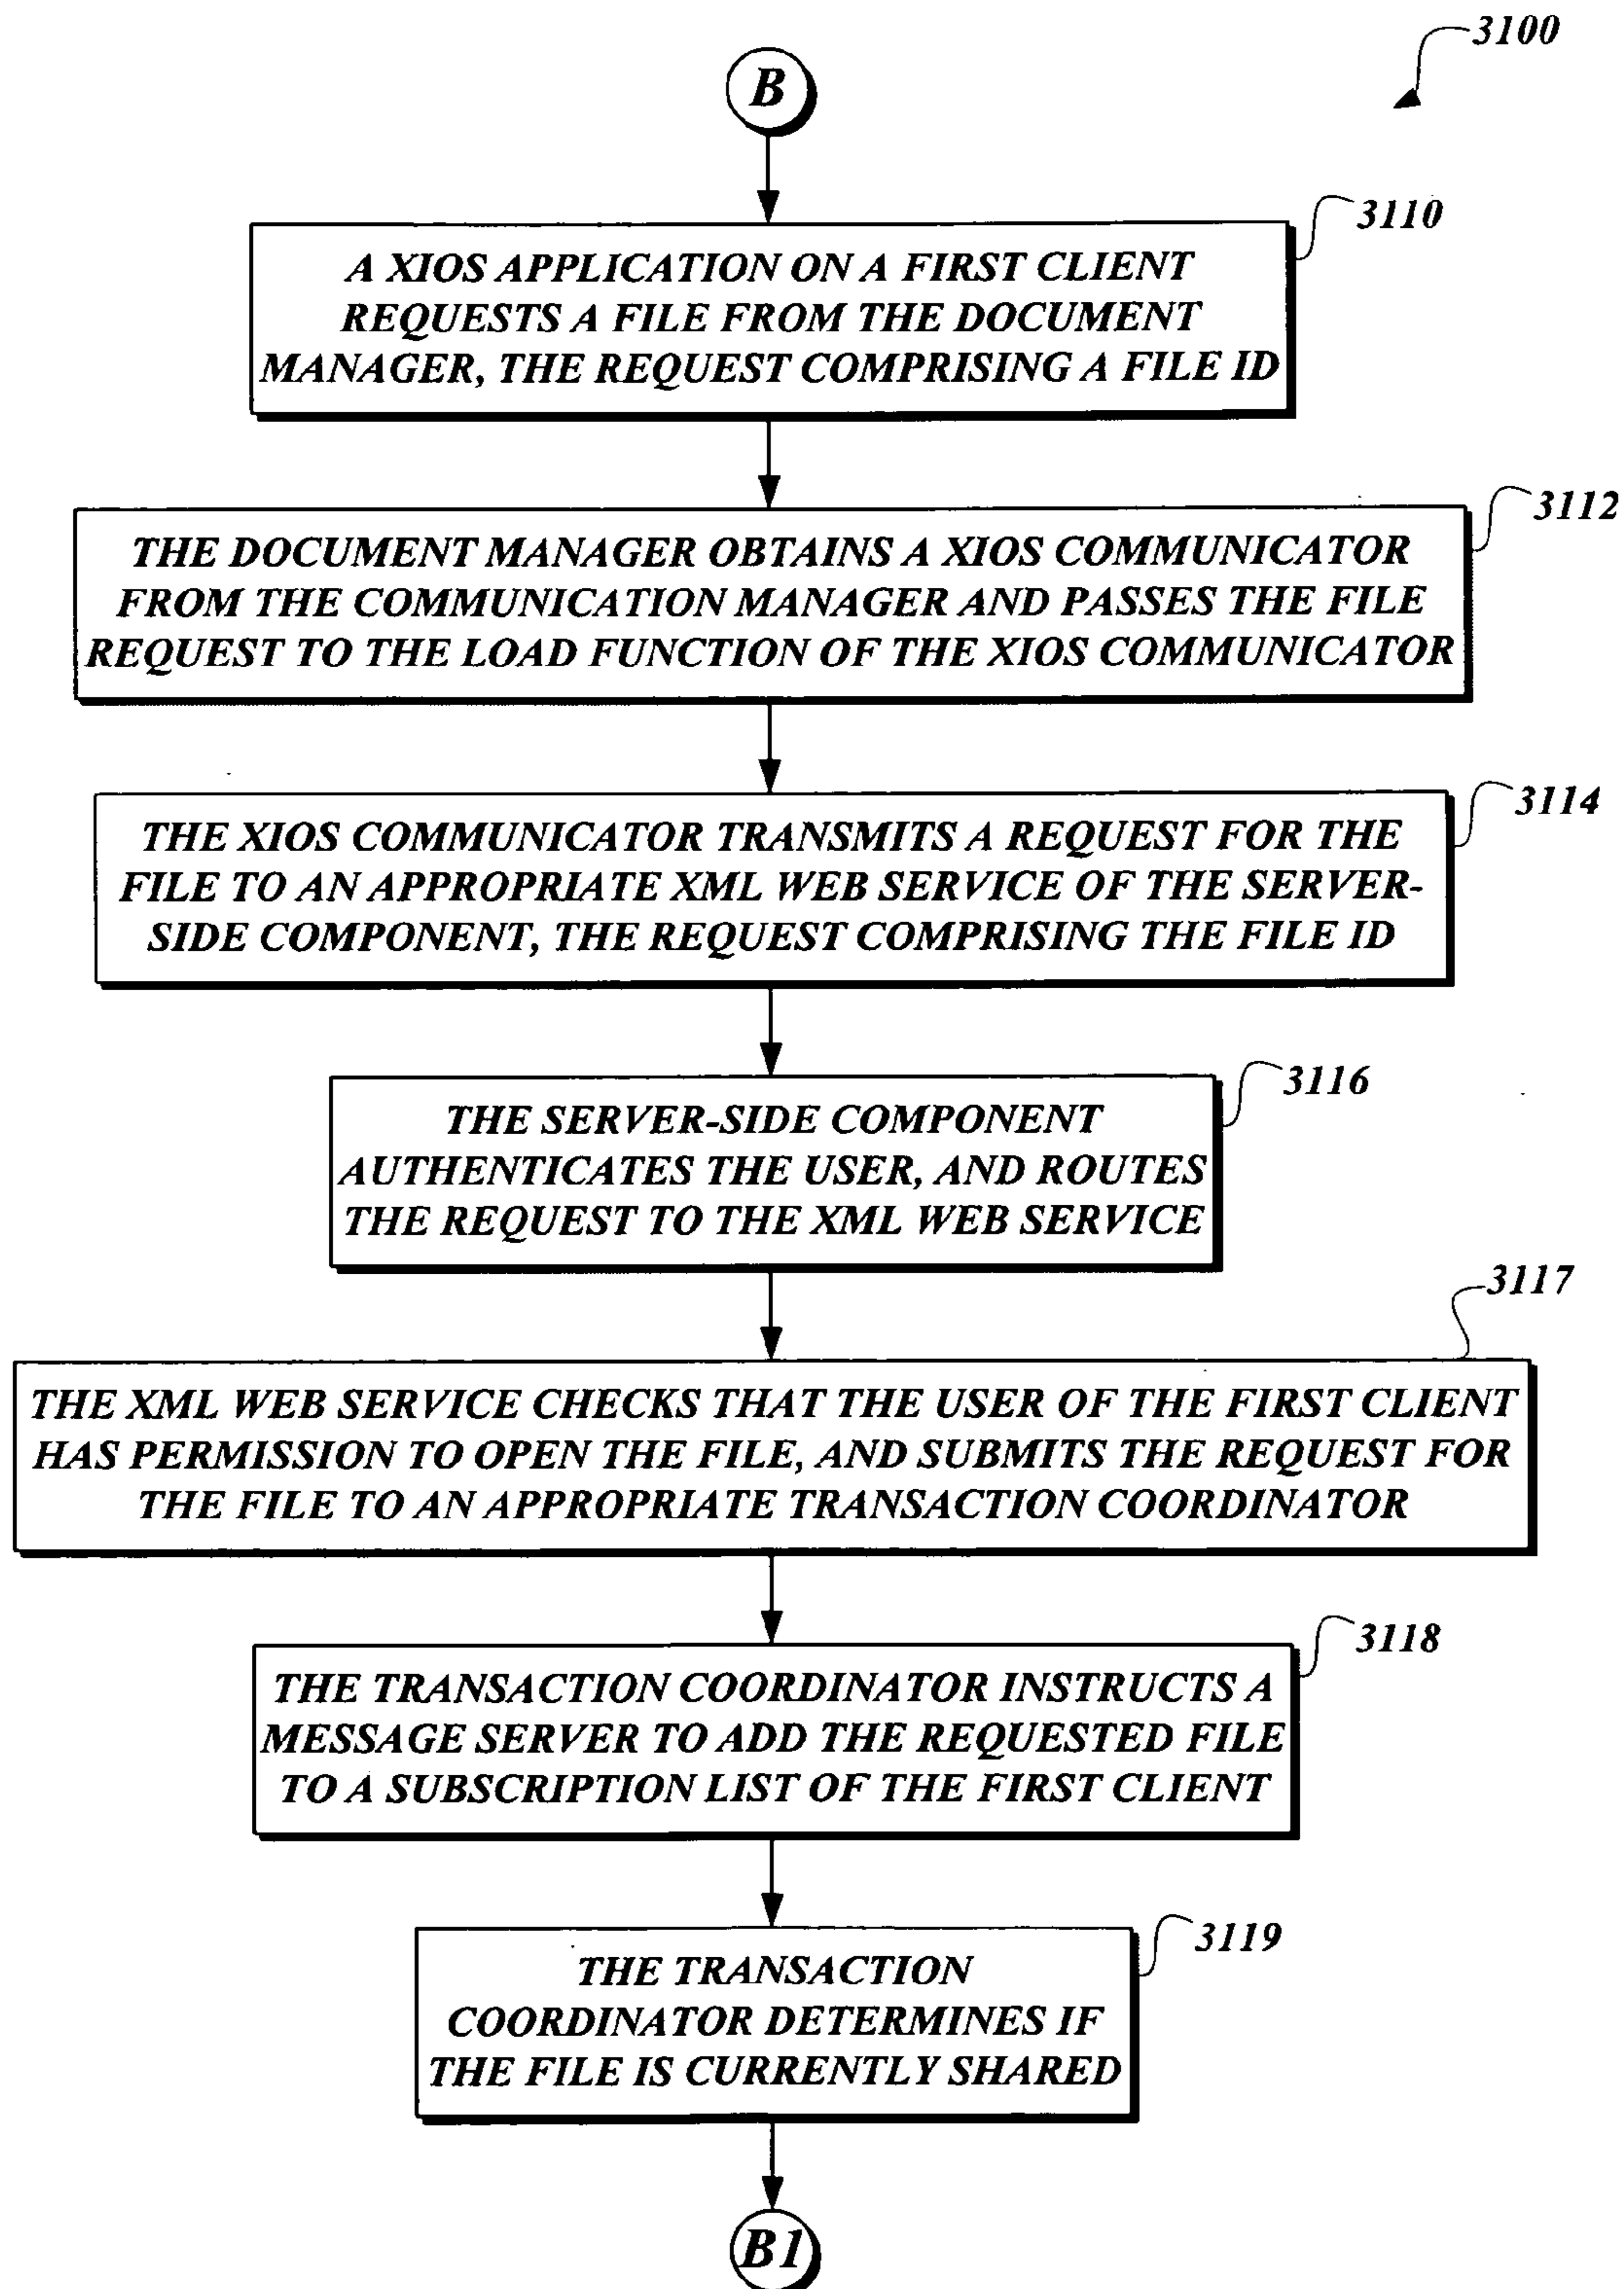 3100
B
3110
A XIOS APPLICATION ON A FIRST CLIENT
REQUESTS A FILE FROM THE DOCUMENT
MANAGER, THE REQUEST COMPRISING A FILE ID
3112
THE DOCUMENT MANAGER OBTAINS A XIOS COMMUNICATOR
FROM THE COMMUNICATION MANAGER AND PASSES THE FILE
REQUEST TO THE LOAD FUNCTION OF THE XIOS COMMUNICATOR
3114
THE XIOS COMMUNICATOR TRANSMITS A REQUEST FOR THE
FILE TO AN APPROPRIATE XML WEB SERVICE OF THE SERVER-
SIDE COMPONENT, THE REQUEST COMPRISING THE FILE ID
3116
THE SERVER-SIDE COMPONENT
AUTHENTICATES THE USER, AND ROUTES
THE REQUEST TO THE XML WEB SERVICE
3117
THE XML WEB SERVICE CHECKS THAT THE USER OF THE FIRST CLIENT
HAS PERMISSION TO OPEN THE FILE, AND SUBMITS THE REQUEST FOR
THE FILE TO AN APPROPRIATE TRANSACTION COORDINATOR
3118
THE TRANSACTION COORDINATOR INSTRUCTS A
MESSAGE SERVER TO ADD THE REQUESTED FILE
TO A SUBSCRIPTION LIST OF THE FIRST CLIENT
3119
THE TRANSACTION
COORDINATOR DETERMINES IF
THE FILE IS CURRENTLY SHARED
B1